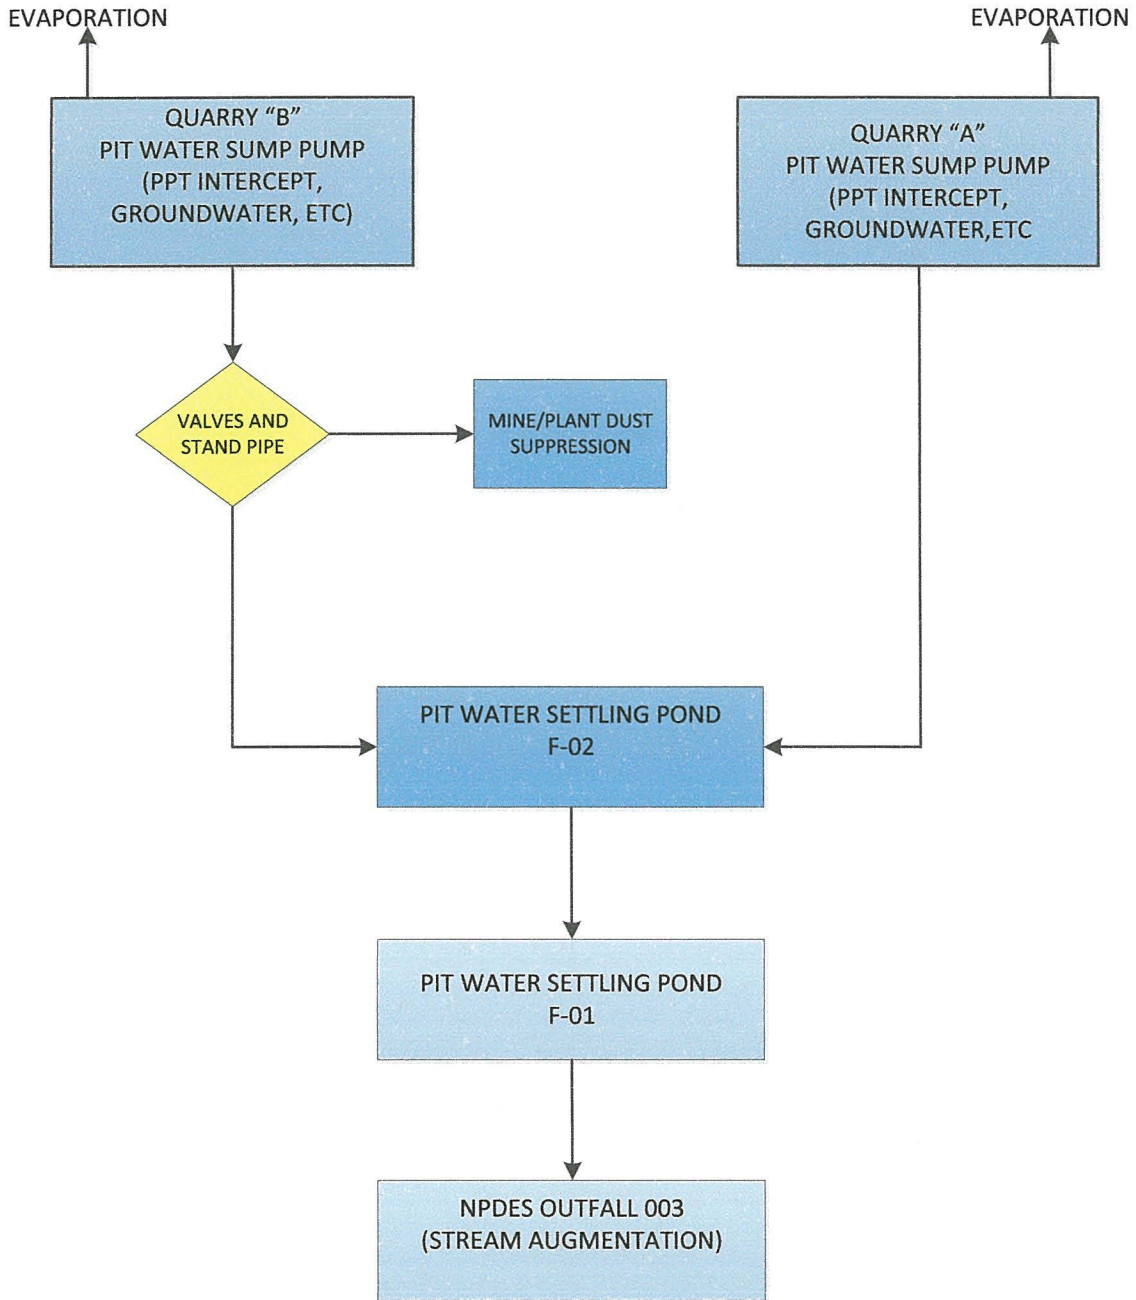 EVAPORATION
EVAPORATION
QUARRY “B”
PIT WATER SUMP PUMP
(PPT INTERCEPT,
GROUNDWATER, ETC)
QUARRY “A”
PIT WATER SUMP PUMP
(PPT INTERCEPT,
GROUNDWATER,ETC
VALVES AND
STAND PIPE
MINE/PLANT DUST
SUPPRESSION
PIT WATER SETTLING POND
F-02
PIT WATER SETTLING POND
F-01
NPDES OUTFALL 003
(STREAM AUGMENTATION)